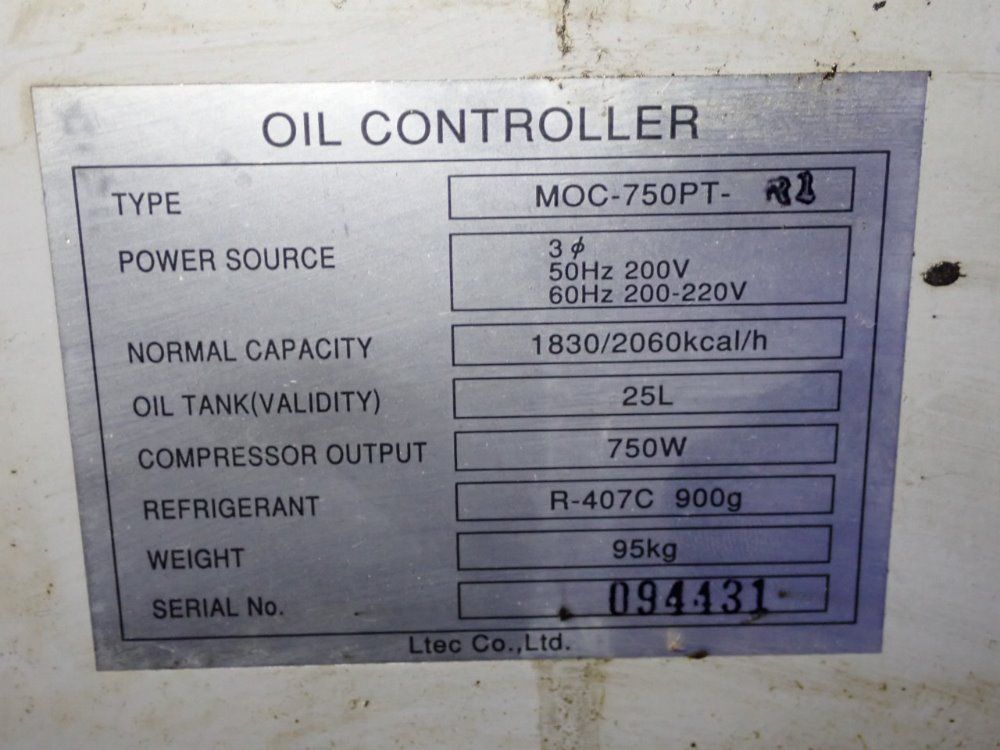 OIL CONTROLLER
TYPE MOC-750PT-
POWER SOURCE 3φ
50Hz 200V
60Hz 200-220V
NORMAL CAPACITY 1830/2060kcal/h
OIL TANK(VALIDITY) 25L
COMPRESSOR OUTPUT 750W
REFRIGERANT R-407C 900g
WEIGHT 95kg
SERIAL No. 094431
Ltec Co.,Ltd.